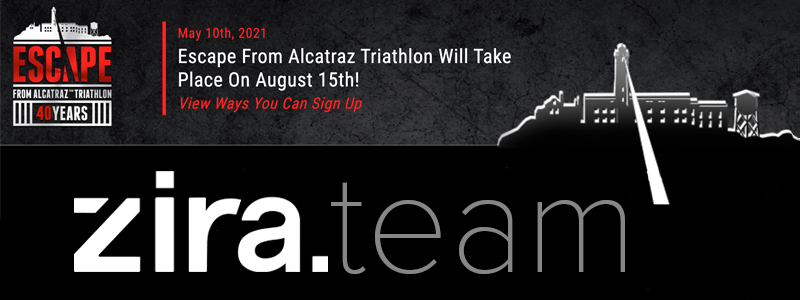 ESCAPE
FROM ALCATRAZ™ TRIATHLON
40 YEARS
May 10th, 2021
Escape From Alcatraz Triathlon Will Take
Place On August 15th!
View Ways You Can Sign Up
zira.team